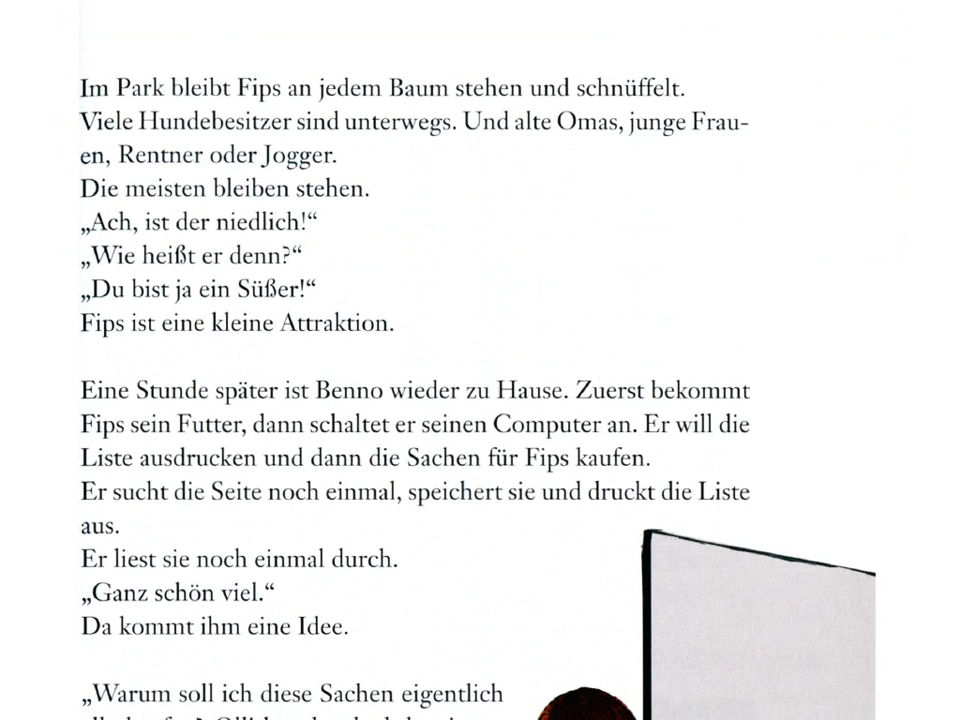 Im Park bleibt Fips an jedem Baum stehen und schnüffelt.
Viele Hundebesitzer sind unterwegs. Und alte Omas, junge Frau-
en, Rentner oder Jogger.
Die meisten bleiben stehen.
„Ach, ist der niedlich!“
„Wie heißt er denn?“
„Du bist ja ein Süßer!“
Fips ist eine kleine Attraktion.
Eine Stunde später ist Benno wieder zu Hause. Zuerst bekommt
Fips sein Futter, dann schaltet er seinen Computer an. Er will die
Liste ausdrucken und dann die Sachen für Fips kaufen.
Er sucht die Seite noch einmal, speichert sie und druckt die Liste
aus.
Er liest sie noch einmal durch.
„Ganz schön viel.“
Da kommt ihm eine Idee.
„Warum soll ich diese Sachen eigentlich